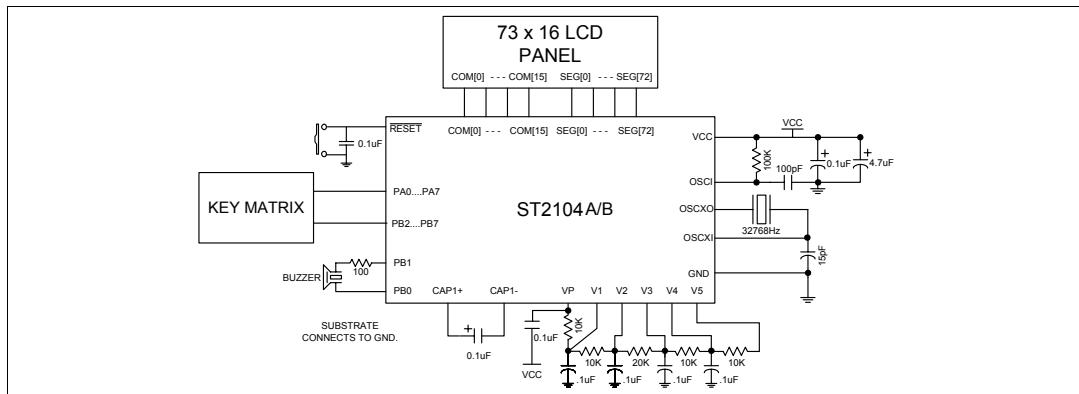 73 x 16 LCD
PANEL
COM[0] - - - COM[15] SEG[0] - - - SEG[72]
RESET COM[0] - - - COM[15] SEG[0] - - - SEG[72]
VCC VCC
0.1uF
100K 0.1uF 4.7uF
100pF
OSCI
KEY MATRIX PA0....PA7
PB2....PB7
ST2104A/B
OSCXO
32768Hz
OSCXI
15pF
PB1
100
BUZZER
GND
PB0 CAP1+ CAP1- VP V1 V2 V3 V4 V5
SUBSTRATE
CONNECTS TO GND.
0.1uF 0.1uF 10K
10K 20K 10K 10K
VCC .1uF .1uF .1uF .1uF